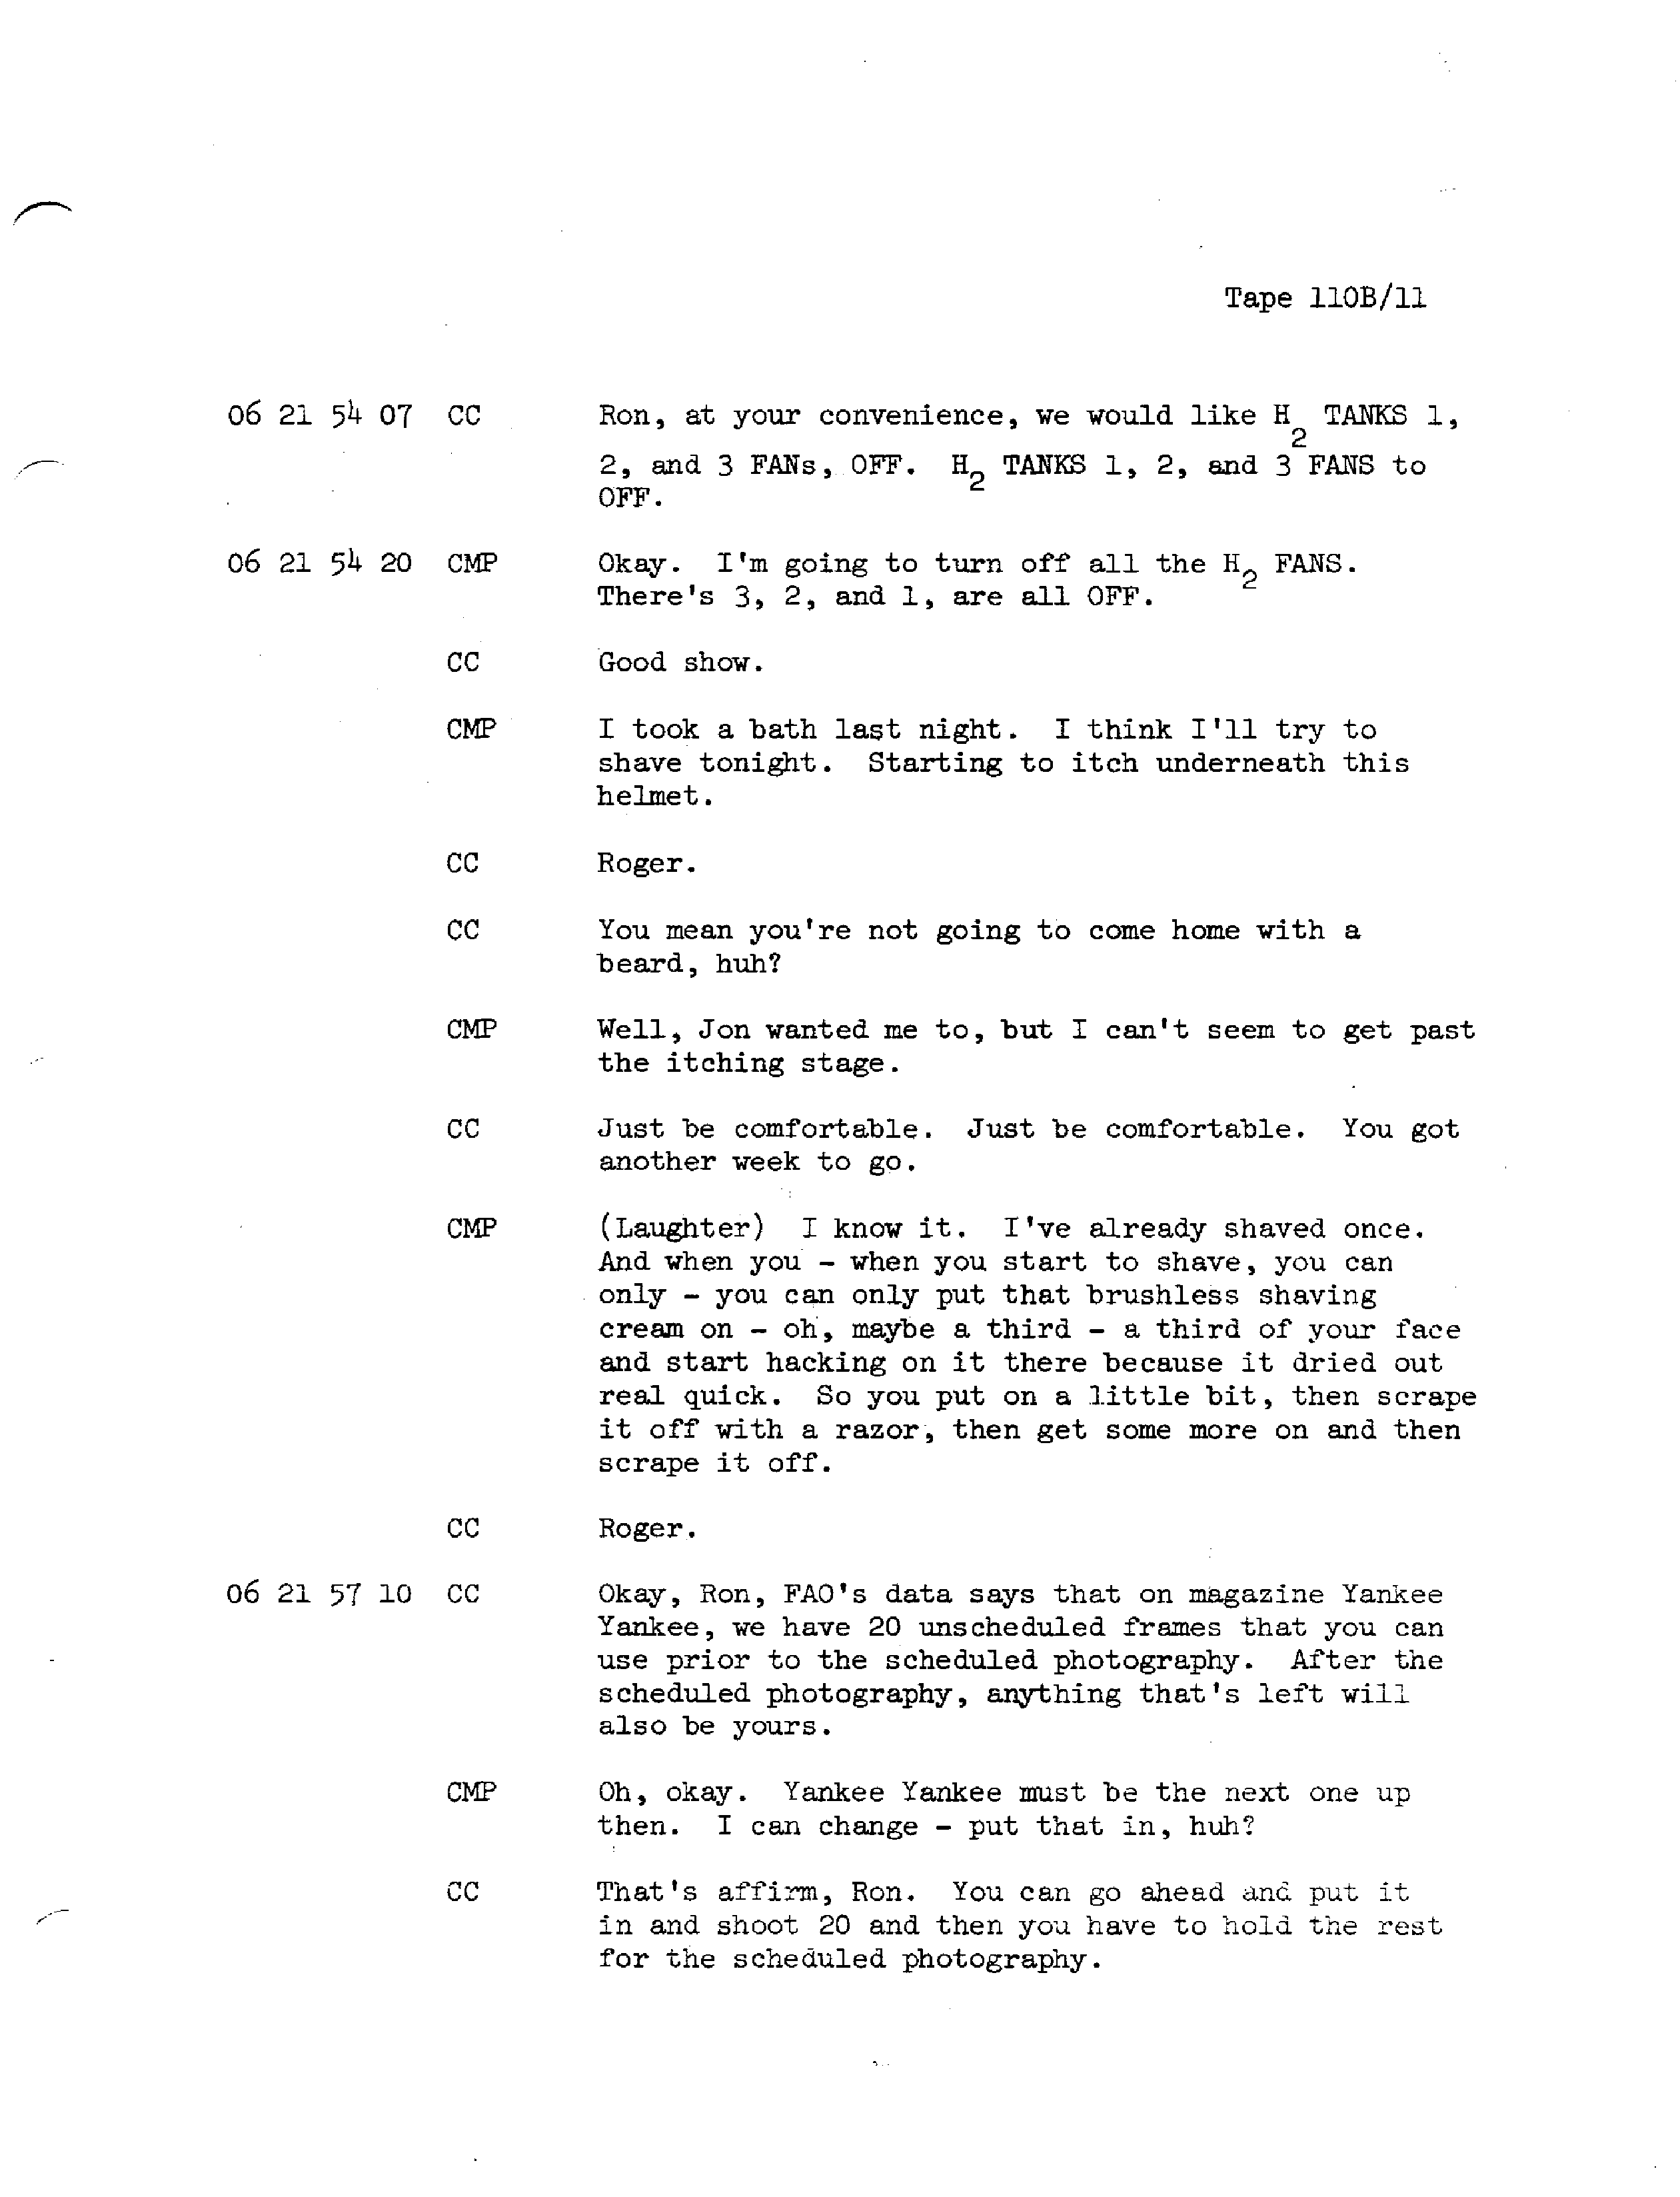 Tape 110B/11
06 21 54 07 CC Ron, at your convenience, we would like H2 TANKS 1,
2, and 3 FANs, OFF. H2 TANKS 1, 2, and 3 FANS to
OFF.
06 21 54 20 CMP Okay. I'm going to turn off all the H2 FANS.
There's 3, 2, and 1, are all OFF.
CC Good show.
CMP I took a bath last night. I think I'll try to
shave tonight. Starting to itch underneath this
helmet.
CC Roger.
CC You mean you're not going to come home with a
beard, huh?
CMP Well, Jon wanted me to, but I can't seem to get past
the itching stage.
CC Just be comfortable. Just be comfortable. You got
another week to go.
CMP (Laughter) I know it. I've already shaved once.
And when you - when you start to shave, you can
only - you can only put that brushless shaving
cream on - oh, maybe a third - a third of your face
and start hacking on it there because it dried out
real quick. So you put on a little bit, then scrape
it off with a razor, then get some more on and then
scrape it off.
CC Roger.
06 21 57 10 CC Okay, Ron, FAO's data says that on magazine Yankee
Yankee, we have 20 unscheduled frames that you can
use prior to the scheduled photography. After the
scheduled photography, anything that's left will
also be yours.
CMP Oh, okay. Yankee Yankee must be the next one up
then. I can change - put that in, huh?
CC That's affirm, Ron. You can go ahead and put it
in and shoot 20 and then you have to hold the rest
for the scheduled photography.